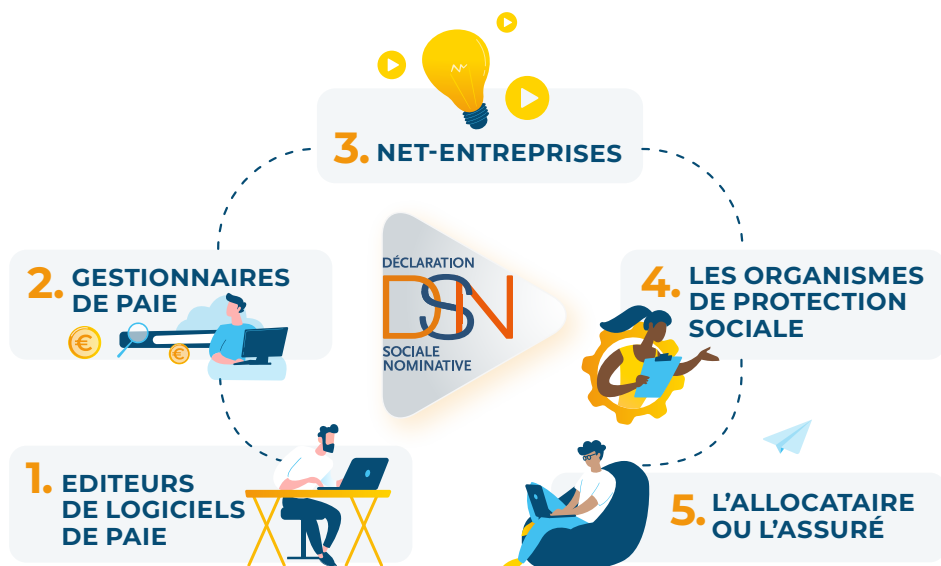 3. NET-ENTREPRISES
2. GESTIONNAIRES
DE PAIE
€
€
DÉCLARATION
DSN
SOCIALE
NOMINATIVE
4. LES ORGANISMES
DE PROTECTION
SOCIALE
1. EDITEURS
DE LOGICIELS
DE PAIE
5. L'ALLOCATAIRE
OU L'ASSURÉ